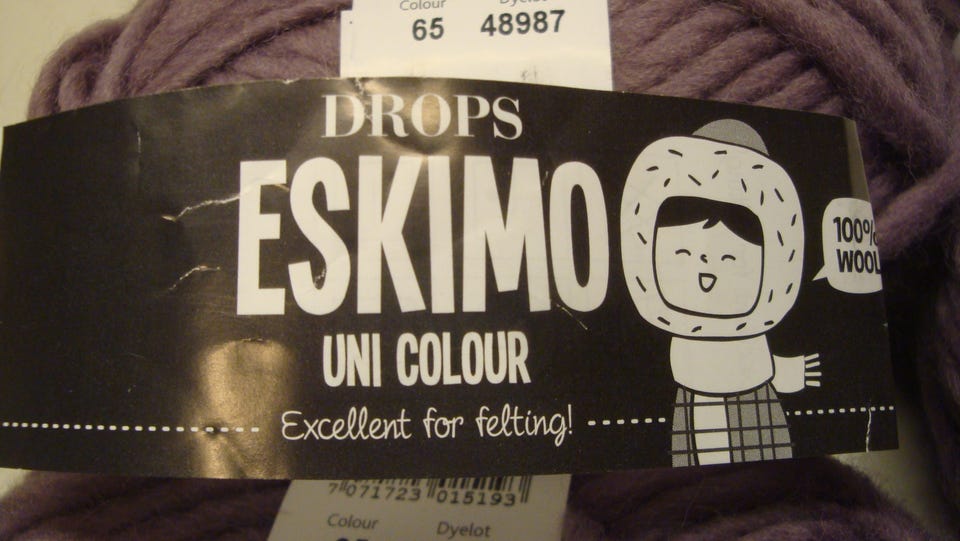 Colour Dyelot
65 48987
DROPS
ESKIMO
100%
WOOL
UNI COLOUR
Excellent for felting!
7 071723 015193
Colour Dyelot